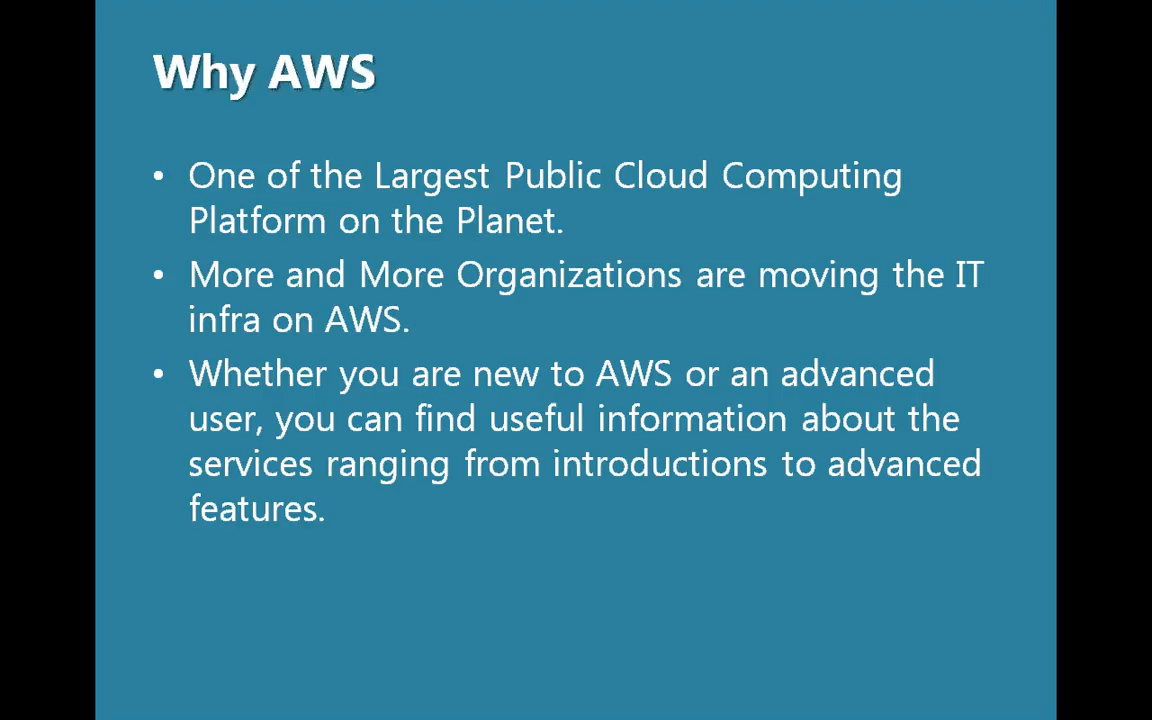 Why AWS
• One of the Largest Public Cloud Computing
Platform on the Planet.
• More and More Organizations are moving the IT
infra on AWS.
• Whether you are new to AWS or an advanced
user, you can find useful information about the
services ranging from introductions to advanced
features.